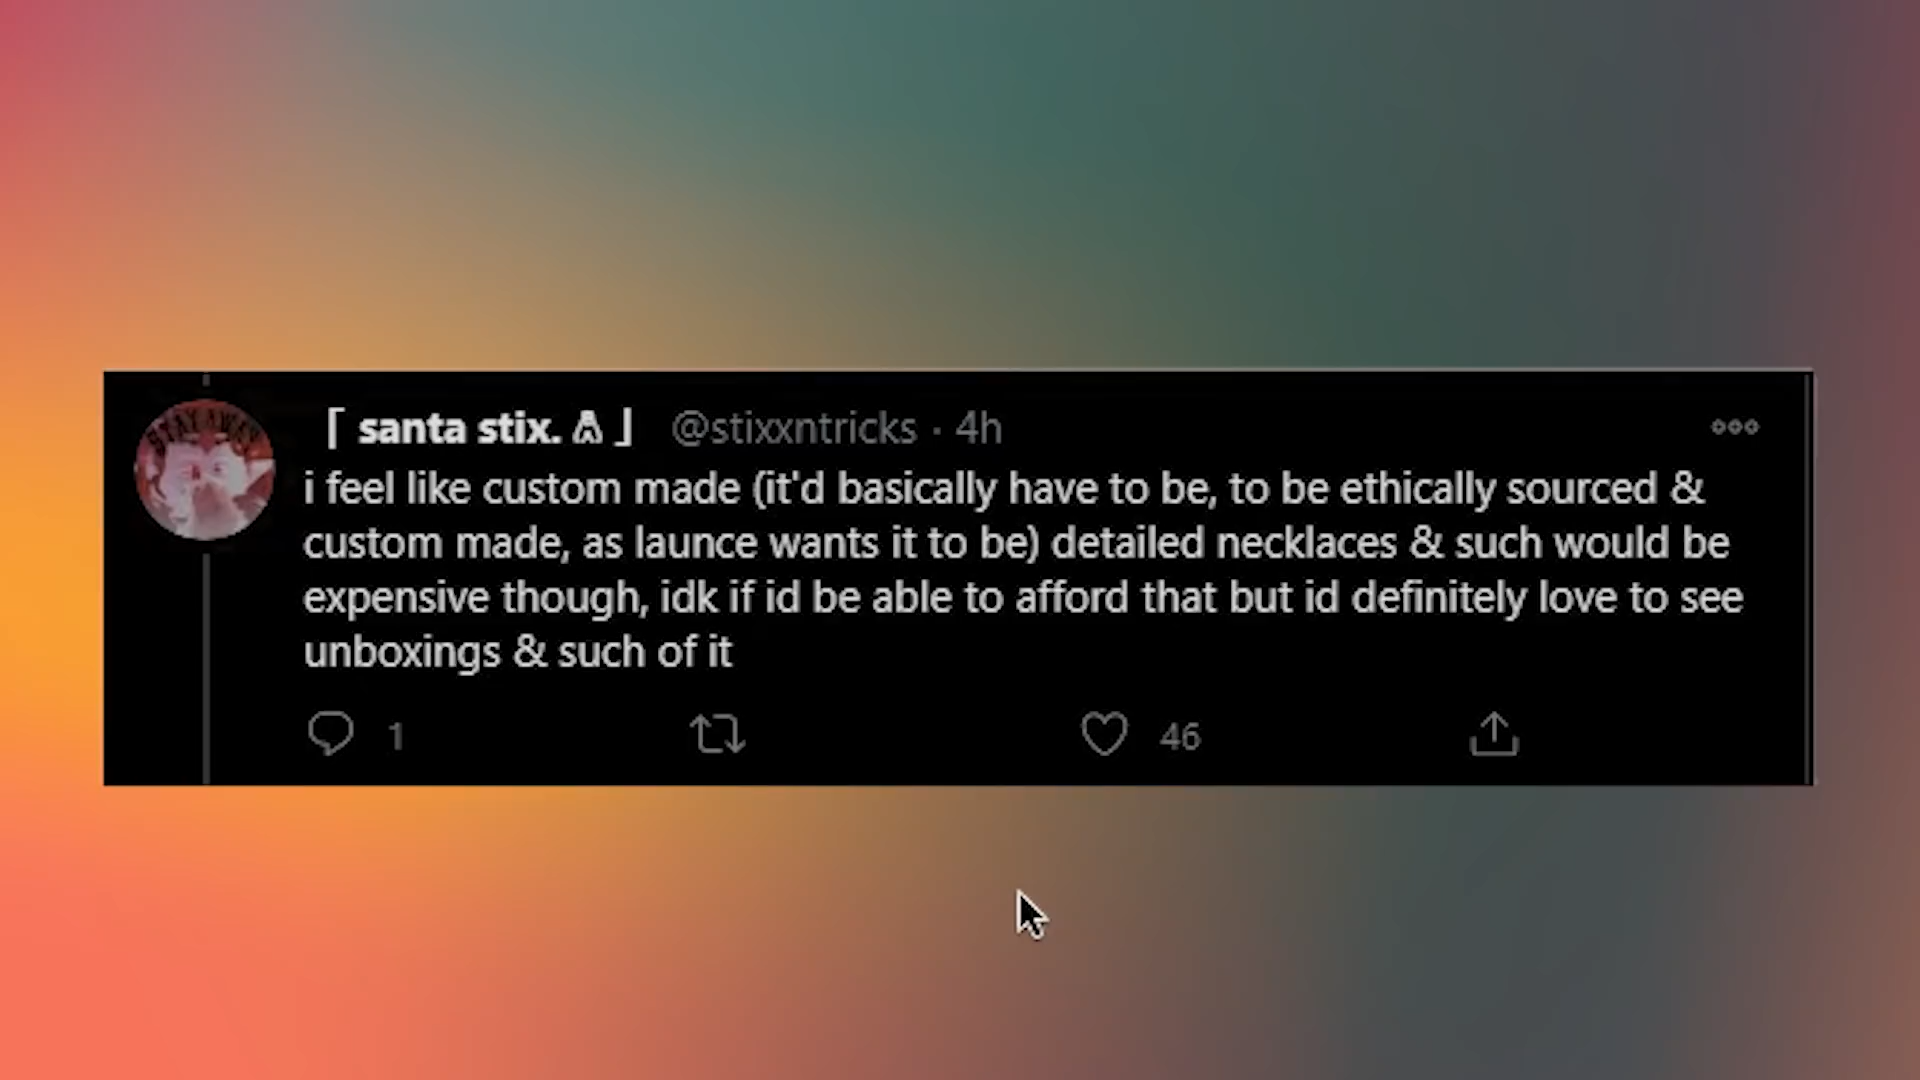 STAY AWAY
「 santa stix. 」 @stixxntricks · 4h
i feel like custom made (it'd basically have to be, to be ethically sourced &
custom made, as launce wants it to be) detailed necklaces & such would be
expensive though, idk if id be able to afford that but id definitely love to see
unboxings & such of it
1 46